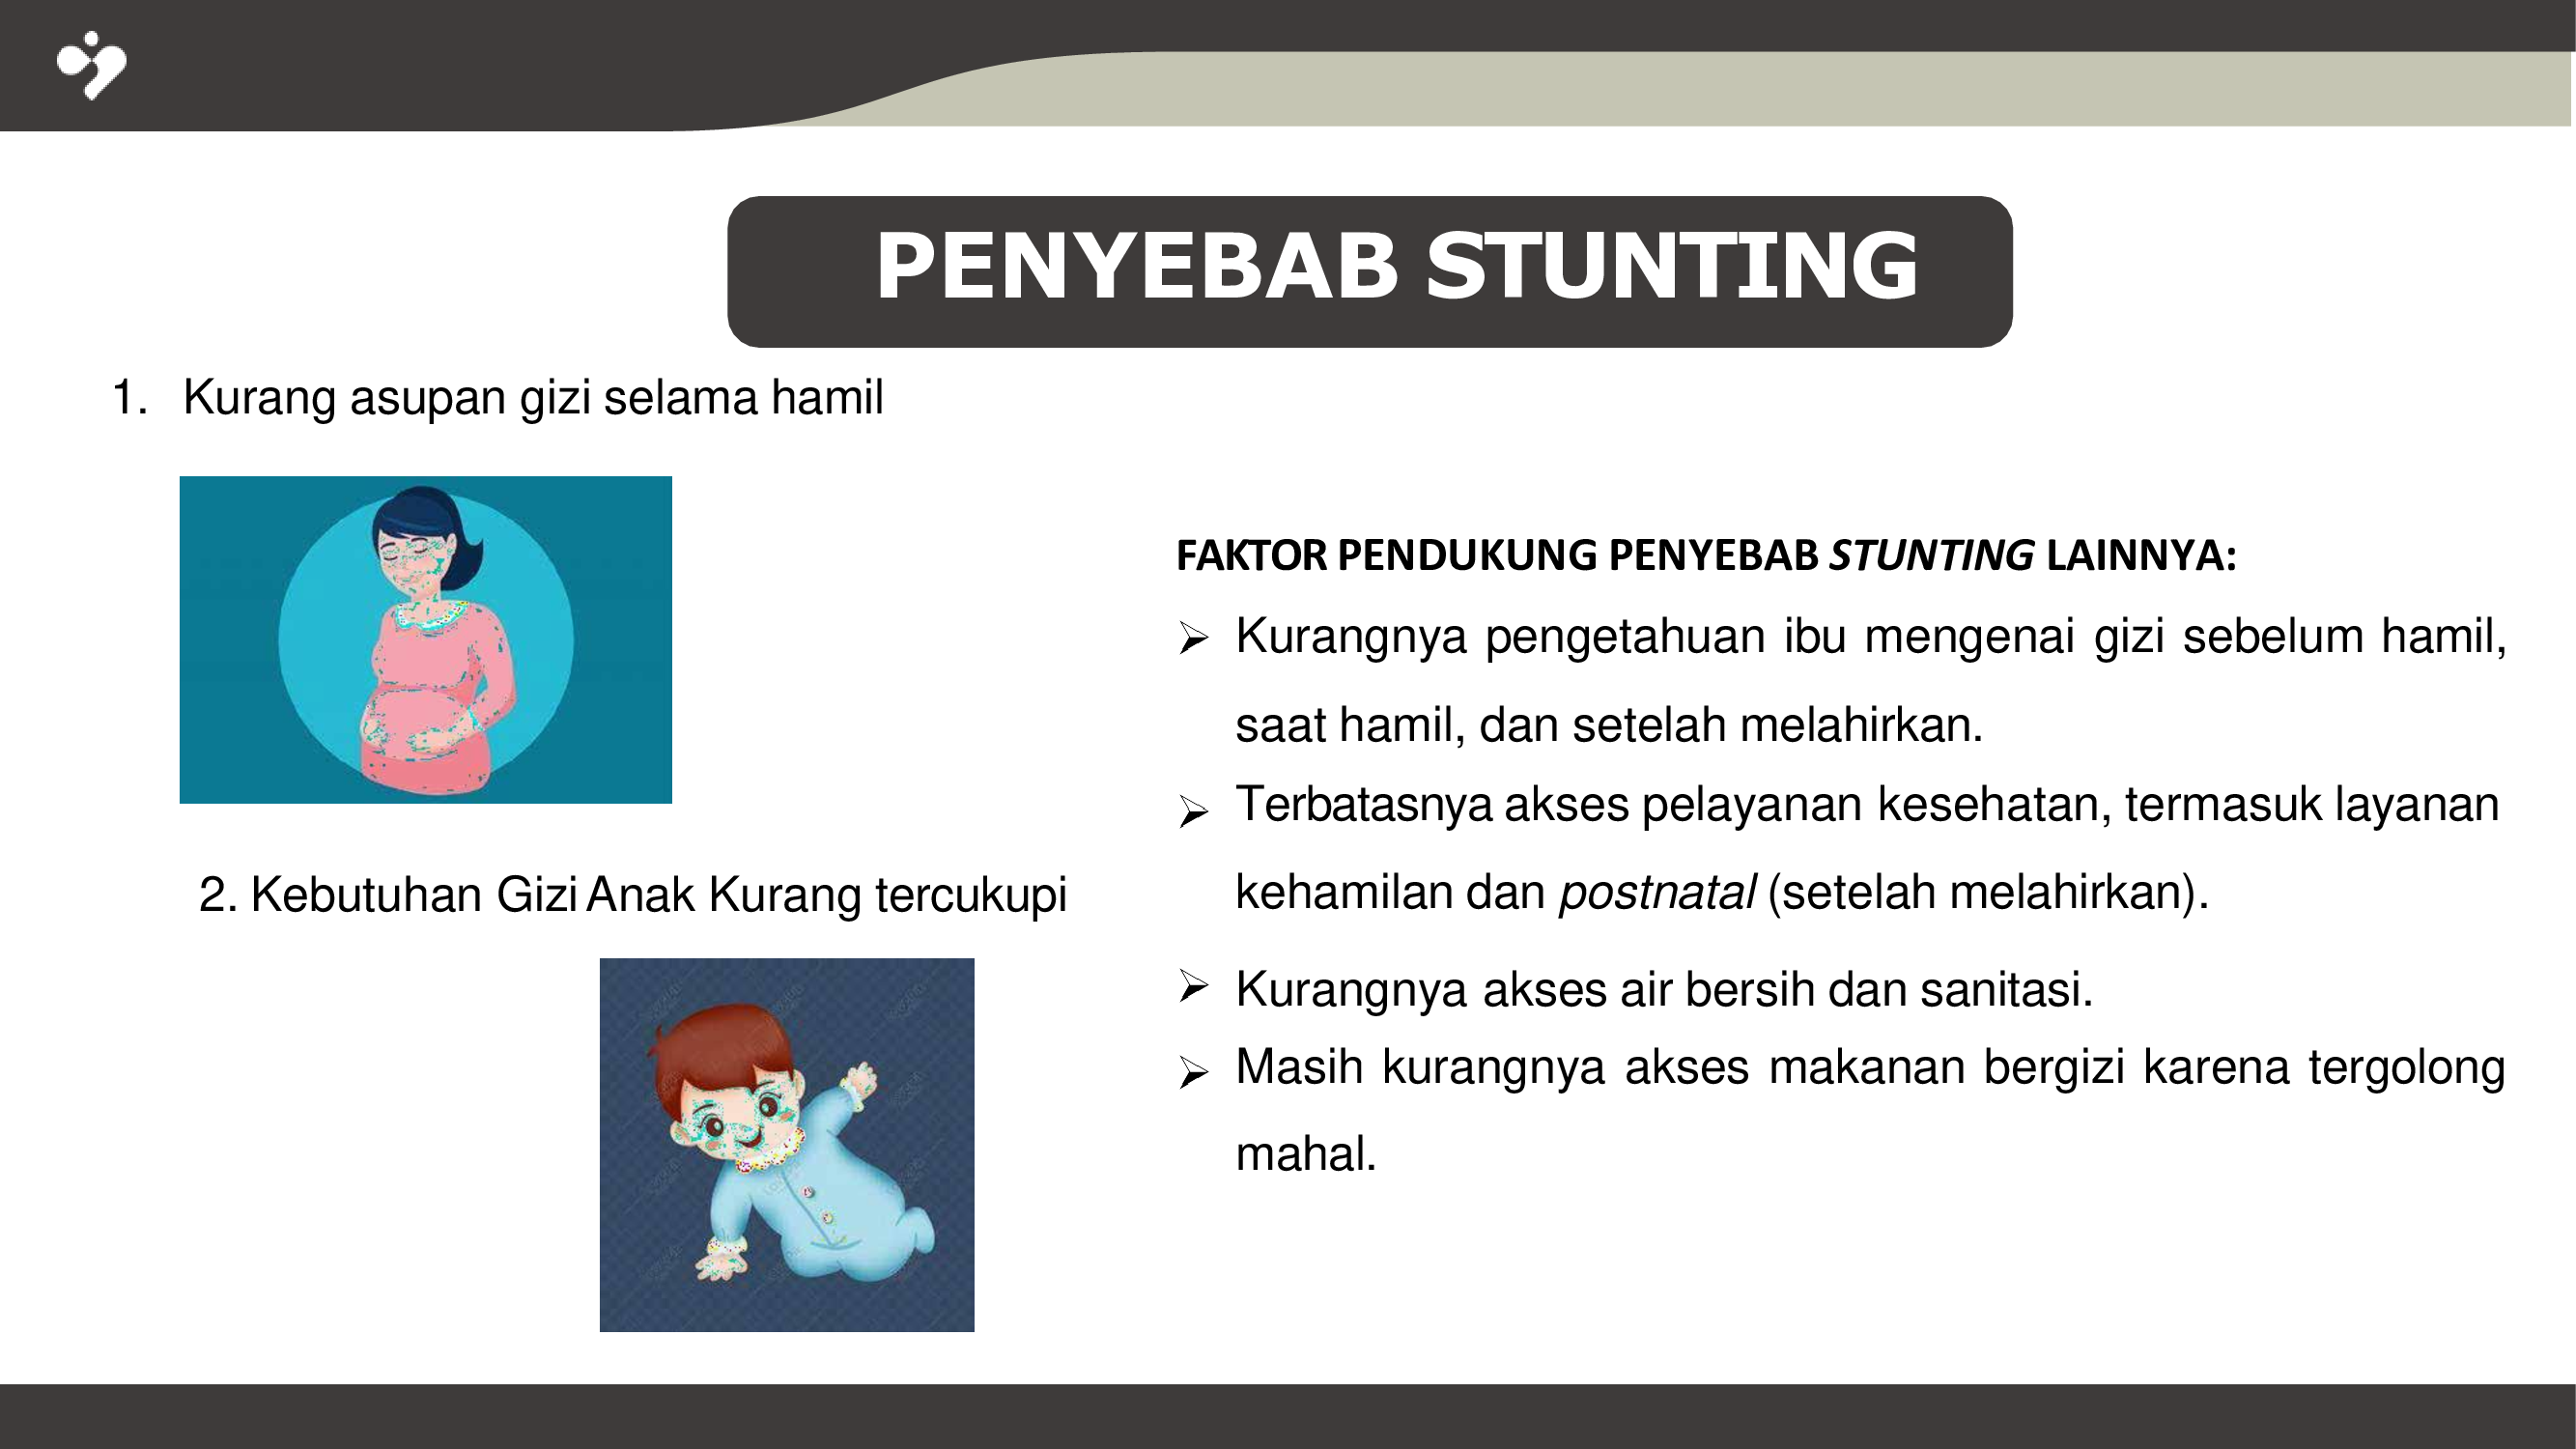 PENYEBAB STUNTING
1. Kurang asupan gizi selama hamil
2. Kebutuhan Gizi Anak Kurang tercukupi
FAKTOR PENDUKUNG PENYEBAB STUNTING LAINNYA:
➢ Kurangnya pengetahuan ibu mengenai gizi sebelum hamil,
saat hamil, dan setelah melahirkan.
➢ Terbatasnya akses pelayanan kesehatan, termasuk layanan
kehamilan dan postnatal (setelah melahirkan).
➢ Kurangnya akses air bersih dan sanitasi.
➢ Masih kurangnya akses makanan bergizi karena tergolong
mahal.